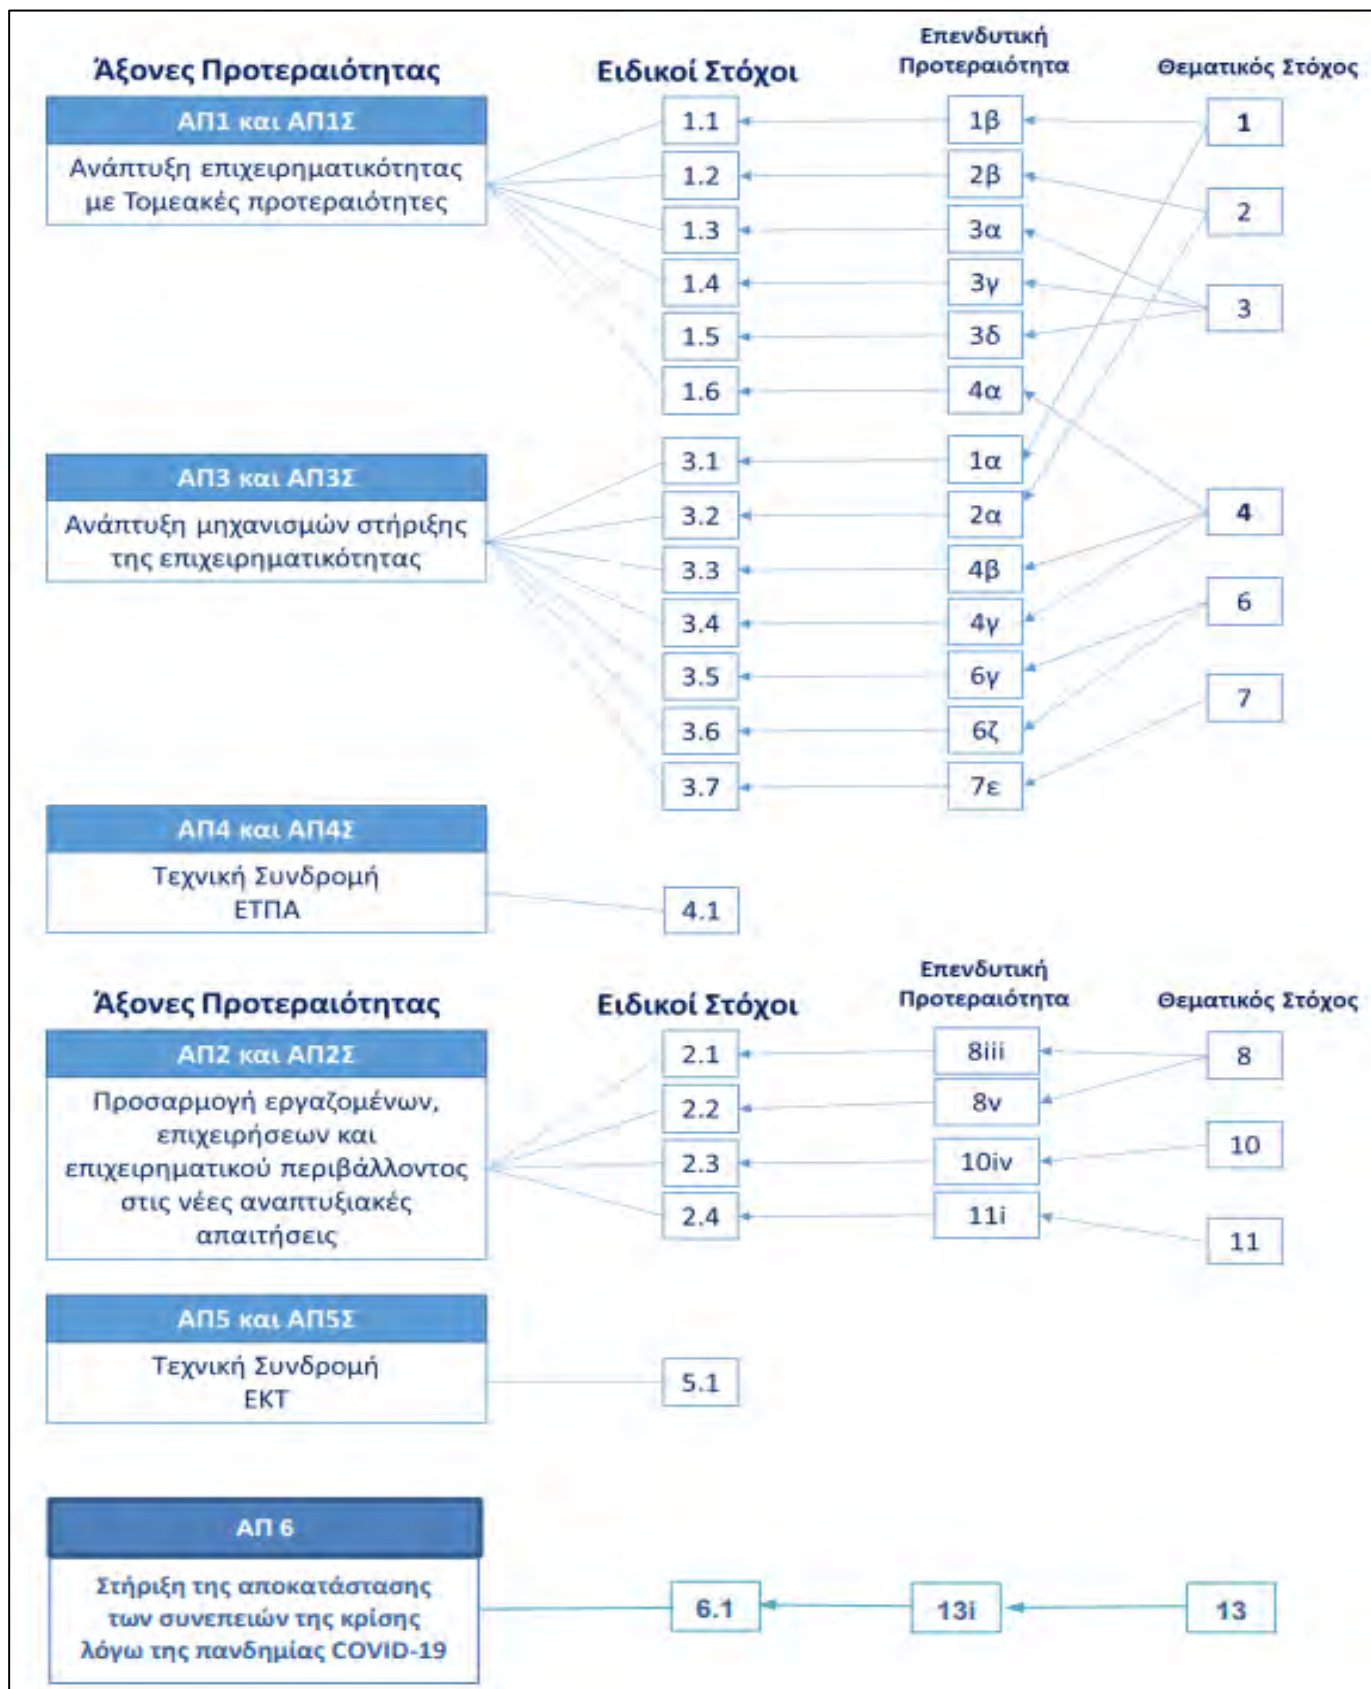 Άξονες Προτεραιότητας
Ειδικοί Στόχοι
Επενδυτική
Προτεραιότητα
Θεματικός Στόχος
ΑΠ1 και ΑΠ1Σ
Ανάπτυξη επιχειρηματικότητας
με Τομεακές προτεραιότητες
1.1 1β 1
1.2 2β 2
1.3 3α
1.4 3γ 3
1.5 3δ
1.6 4α
ΑΠ3 και ΑΠ3Σ
Ανάπτυξη μηχανισμών στήριξης
της επιχειρηματικότητας
3.1 1α
3.2 2α 4
3.3 4β
3.4 4γ 6
3.5 6γ
3.6 6ζ 7
3.7 7ε
ΑΠ4 και ΑΠ4Σ
Τεχνική Συνδρομή
ΕΤΠΑ
4.1
Άξονες Προτεραιότητας
Ειδικοί Στόχοι
Επενδυτική
Προτεραιότητα
Θεματικός Στόχος
ΑΠ2 και ΑΠ2Σ
Προσαρμογή εργαζομένων,
επιχειρήσεων και
επιχειρηματικού περιβάλλοντος
στις νέες αναπτυξιακές
απαιτήσεις
2.1 8iii 8
2.2 8v
2.3 10iv 10
2.4 11i 11
ΑΠ5 και ΑΠ5Σ
Τεχνική Συνδρομή
ΕΚΤ
5.1
ΑΠ 6
Στήριξη της αποκατάστασης
των συνεπειών της κρίσης
λόγω της πανδημίας COVID-19
6.1 13i 13